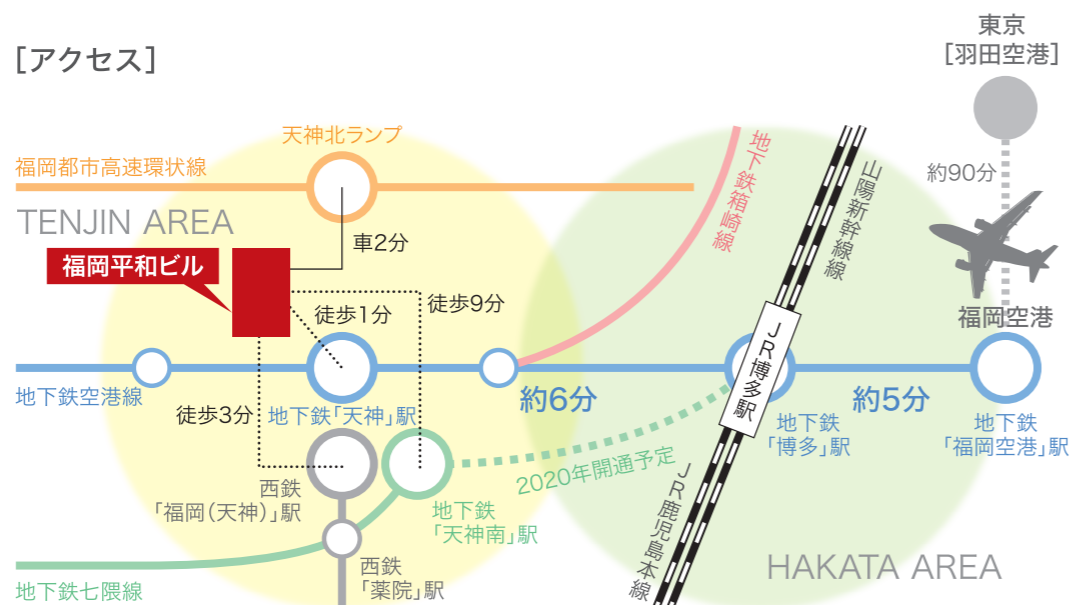 [アクセス]
東京
[羽田空港]
天神北ランプ
福岡都市高速環状線
約90分
TENJIN AREA
車2分
地下鉄箱崎線
山陽新幹線線
福岡平和ビル
徒歩1分
徒歩9分
福岡空港
JR博多駅
地下鉄空港線
徒歩3分
地下鉄「天神」駅
約6分
約5分
地下鉄
「博多」駅
地下鉄
「福岡空港」駅
2020年開通予定
西鉄
「福岡(天神)」駅
地下鉄
「天神南」駅
JR鹿児島本線
HAKATA AREA
西鉄
「薬院」駅
地下鉄七隈線